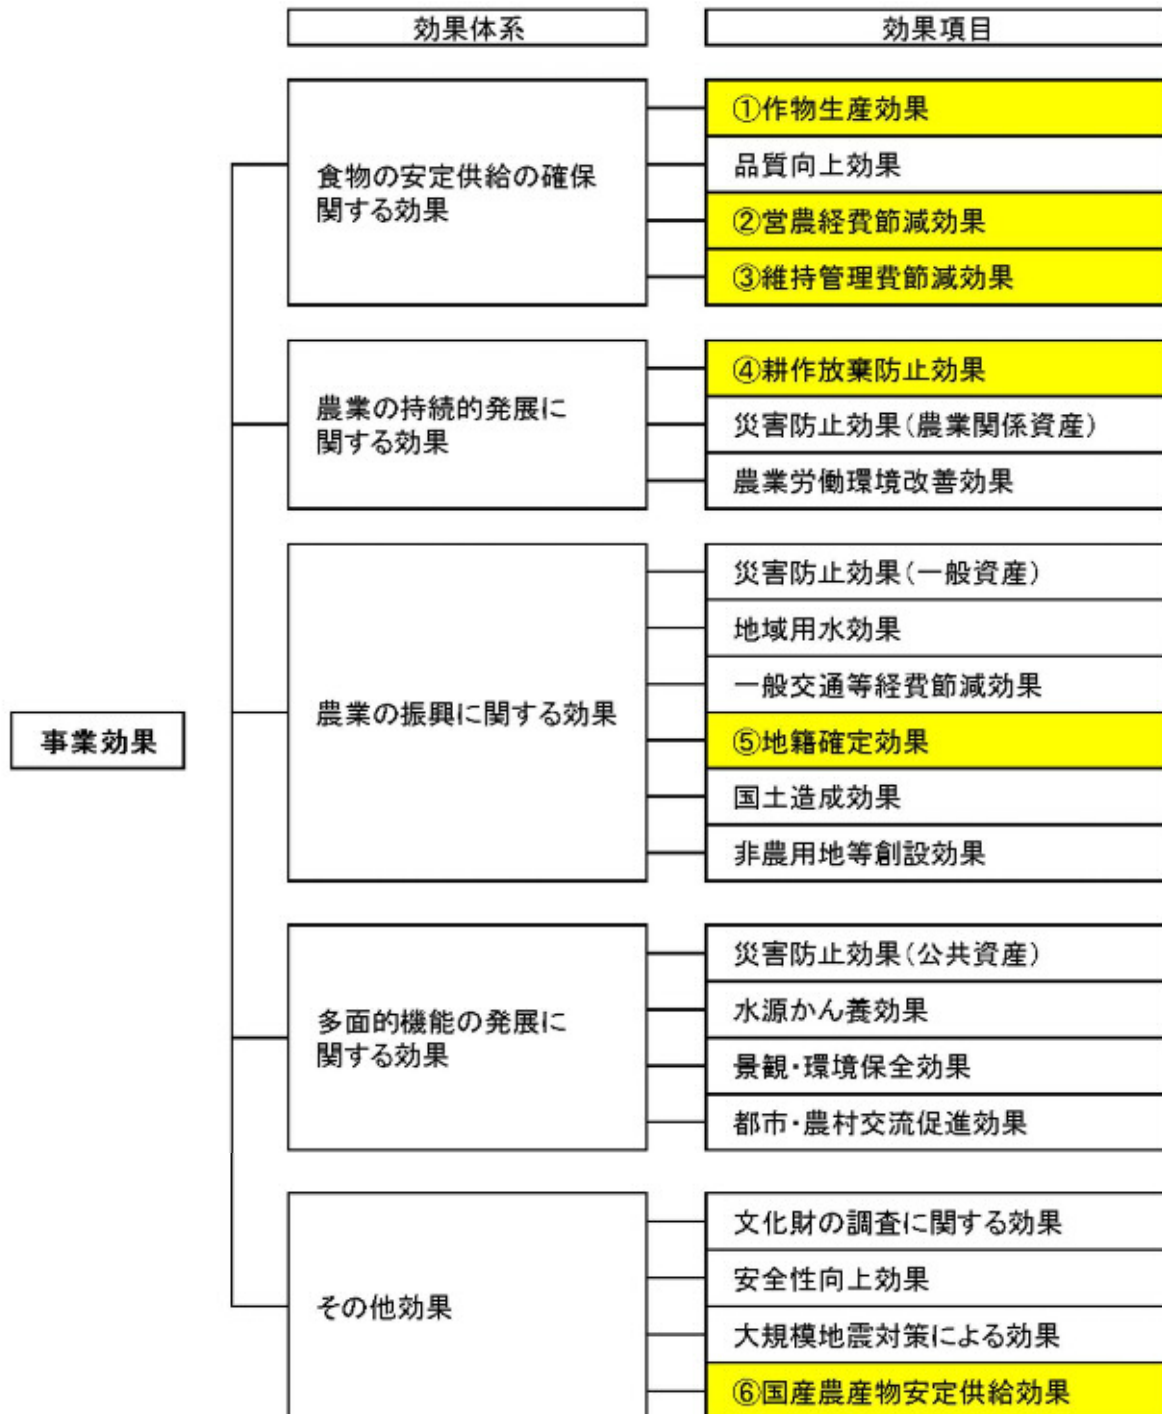 効果体系
効果項目
事業効果
食物の安定供給の確保
関する効果
①作物生産効果
品質向上効果
②営農経費節減効果
③維持管理費節減効果
農業の持続的発展に
関する効果
④耕作放棄防止効果
災害防止効果(農業関係資産)
農業労働環境改善効果
農業の振興に関する効果
災害防止効果(一般資産)
地域用水効果
一般交通等経費節減効果
⑤地籍確定効果
国土造成効果
非農用地等創設効果
多面的機能の発展に
関する効果
災害防止効果(公共資産)
水源かん養効果
景観・環境保全効果
都市・農村交流促進効果
その他効果
文化財の調査に関する効果
安全性向上効果
大規模地震対策による効果
⑥国産農産物安定供給効果